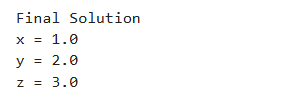 Final Solution
x = 1.0
y = 2.0
z = 3.0